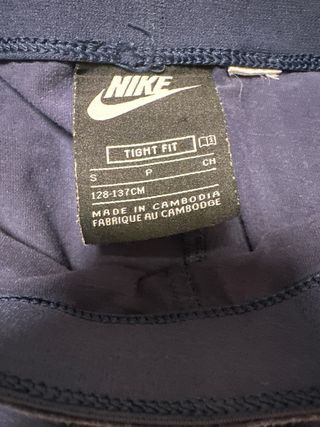 NIKE
TIGHT FIT
S P CH
128-137CM
MADE IN CAMBODIA
FABRIQUE AU CAMBODGE